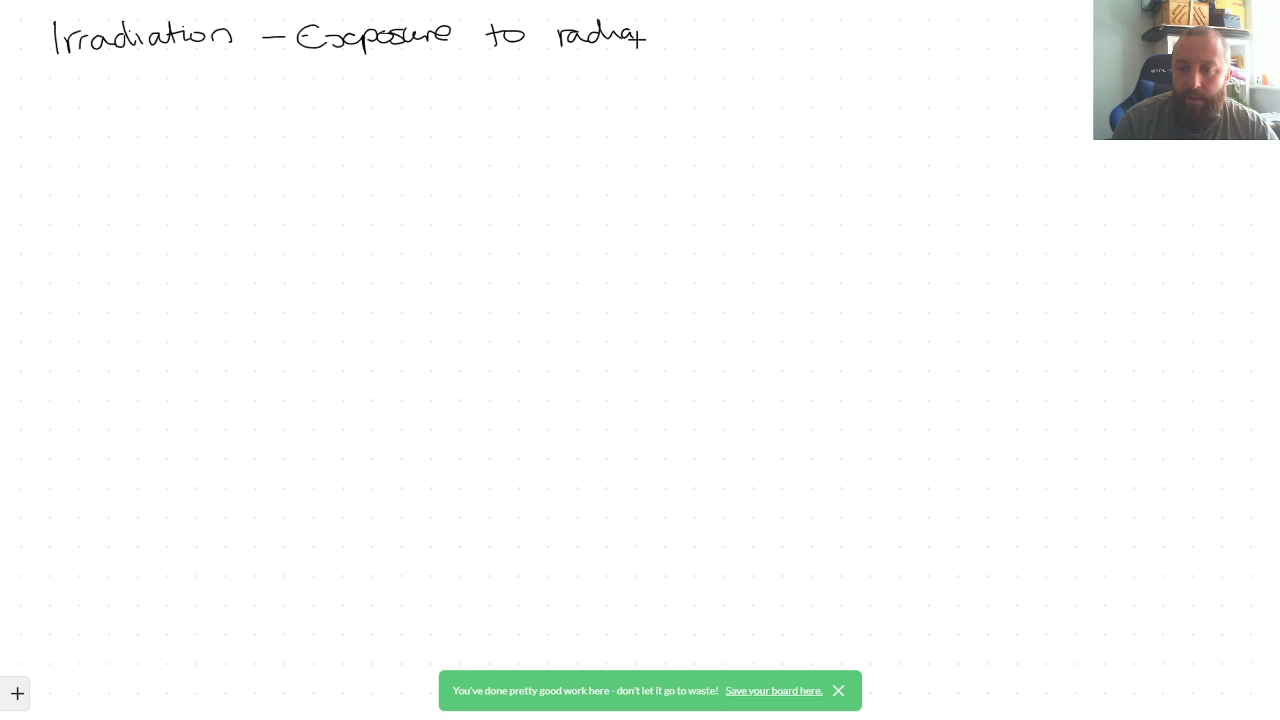 Irradiation - Exposure to radiat
You've done pretty good work here - don't let it go to waste! Save your board here.